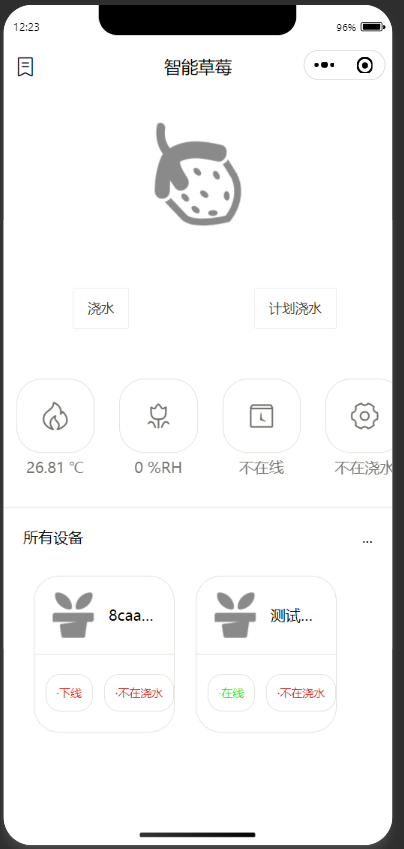 12:23
96%
智能草莓
浇水
计划浇水
26.81 ℃
0 %RH
不在线
不在浇水
所有设备
...
8caa...
测试...
·下线
·不在浇水
·在线
·不在浇水